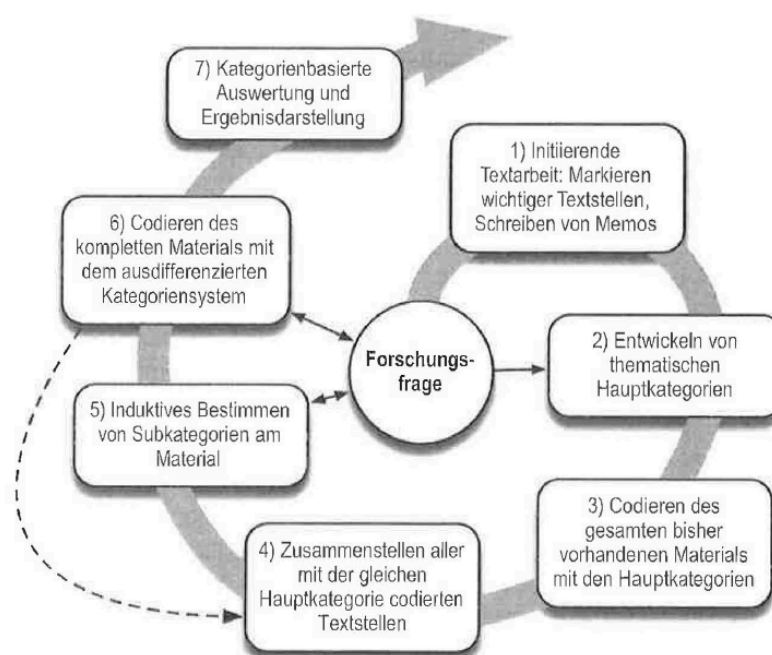 7) Kategorienbasierte
Auswertung und
Ergebnisdarstellung
1) Initiierende
Textarbeit: Markieren
wichtiger Textstellen,
Schreiben von Memos
6) Codieren des
kompletten Materials mit
dem ausdifferenzierten
Kategoriensystem
Forschungs-
frage
2) Entwickeln von
thematischen
Hauptkategorien
5) Induktives Bestimmen
von Subkategorien am
Material
3) Codieren des
gesamten bisher
vorhandenen Materials
mit den Hauptkategorien
4) Zusammenstellen aller
mit der gleichen
Hauptkategorie codierten
Textstellen